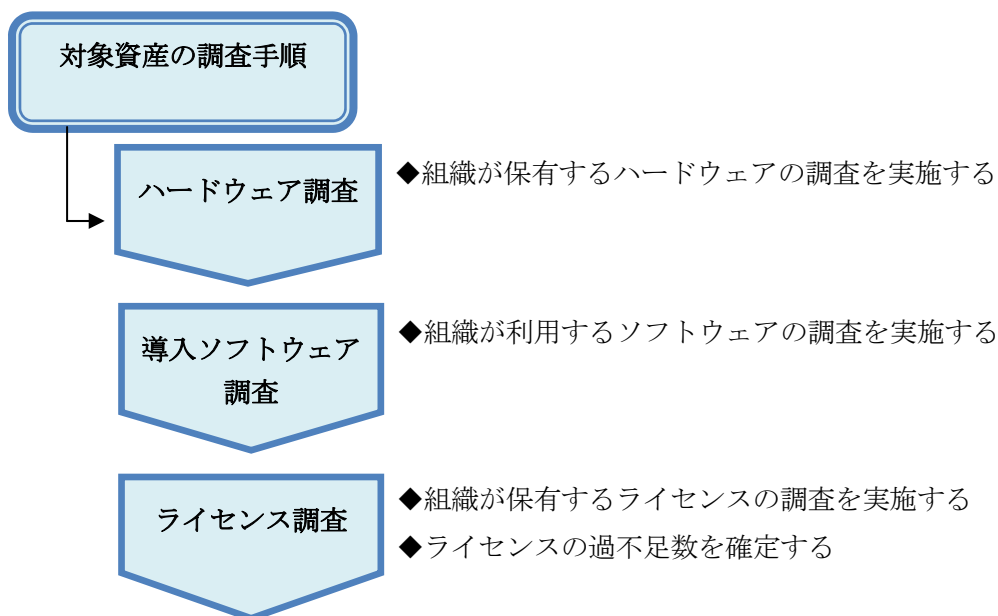 対象資産の調査手順
ハードウェア調査
◆組織が保有するハードウェアの調査を実施する
導入ソフトウェア
調査
◆組織が利用するソフトウェアの調査を実施する
ライセンス調査
◆組織が保有するライセンスの調査を実施する
◆ライセンスの過不足数を確定する